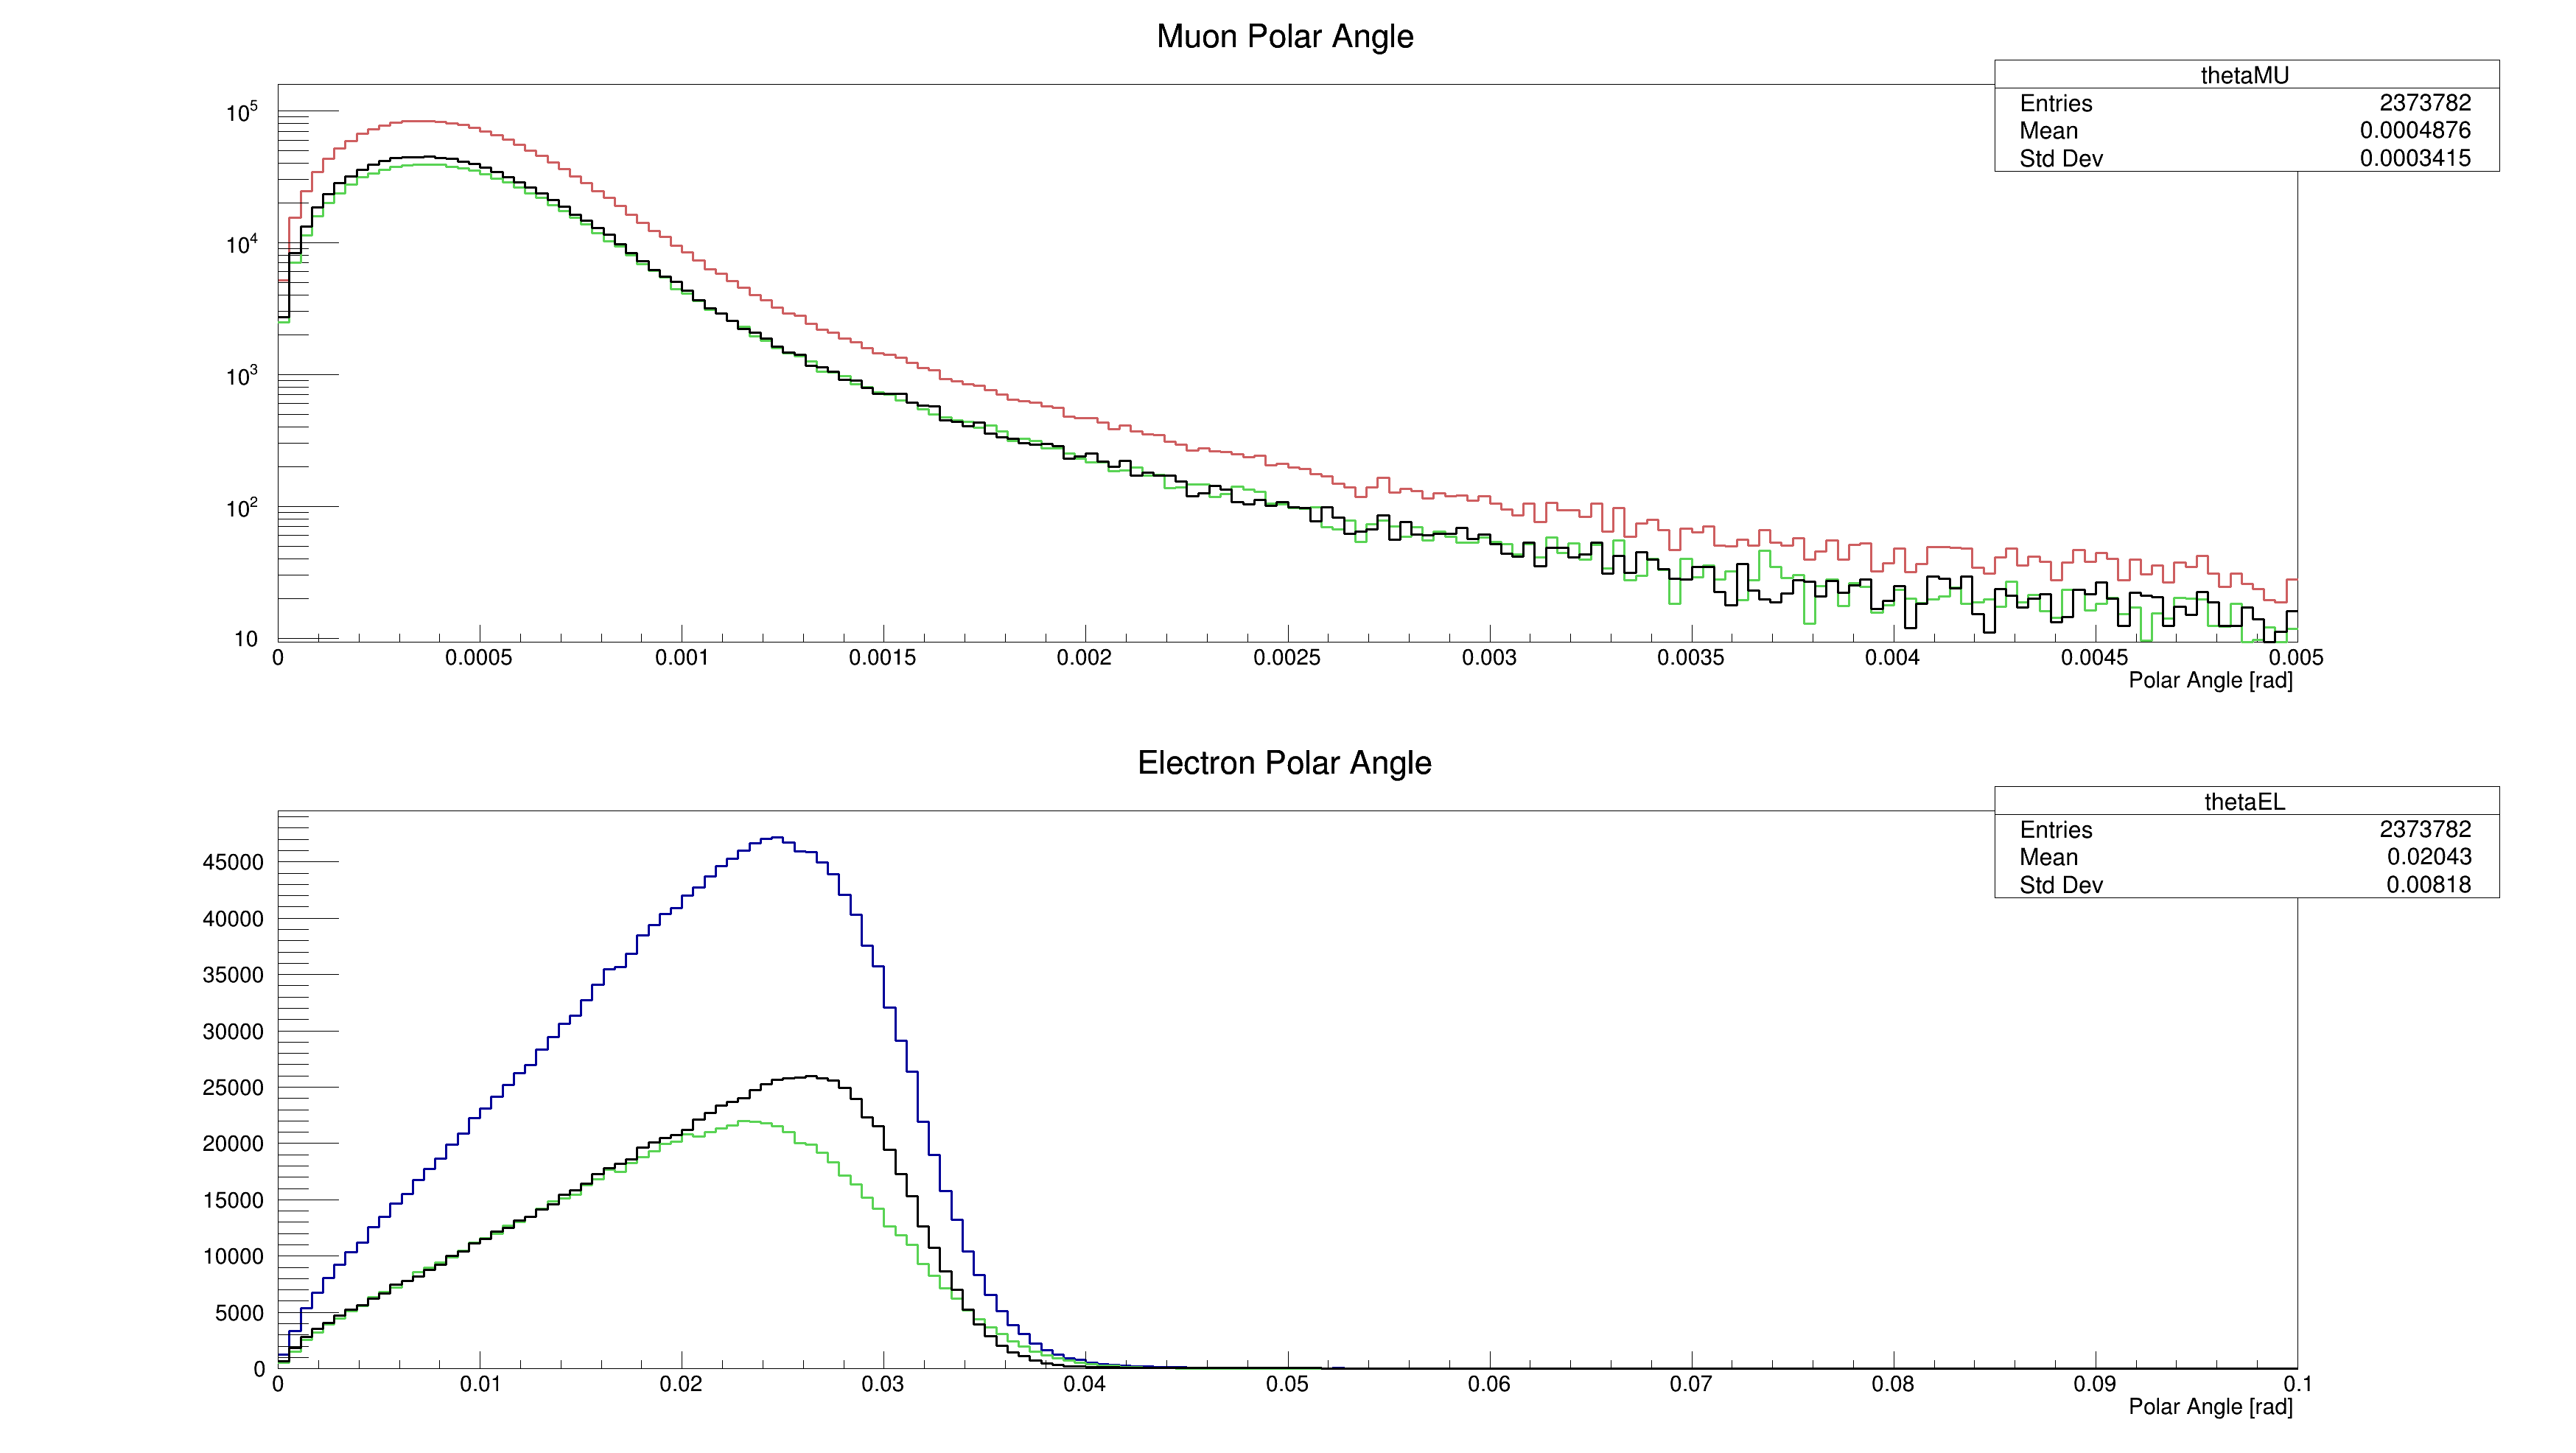 Muon Polar Angle
thetaMU
Entries 2373782
Mean 0.0004876
Std Dev 0.0003415
10^5
10^4
10^3
10^2
10
0 0.0005 0.001 0.0015 0.002 0.0025 0.003 0.0035 0.004 0.0045 0.005
Polar Angle [rad]
Electron Polar Angle
thetaEL
Entries 2373782
Mean 0.02043
Std Dev 0.00818
45000
40000
35000
30000
25000
20000
15000
10000
5000
0
0 0.01 0.02 0.03 0.04 0.05 0.06 0.07 0.08 0.09 0.1
Polar Angle [rad]